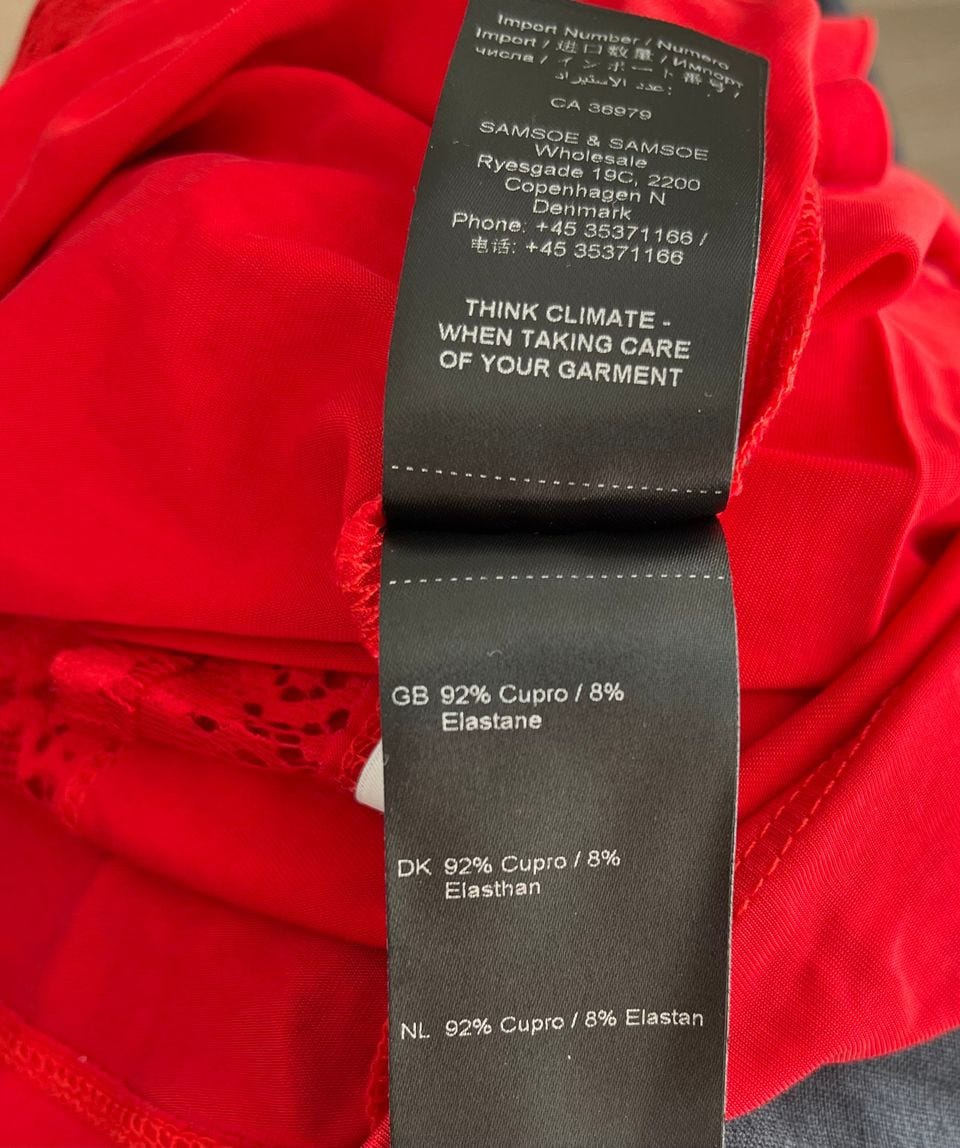 Import Number / Numero
Import / 进口数量 / Импорт
числа / インポート番号 /
عدد الاستيراد:
CA 36979
SAMSOE & SAMSOE
Wholesale
Ryesgade 19C, 2200
Copenhagen N
Denmark
Phone: +45 35371166 /
电话: +45 35371166
THINK CLIMATE -
WHEN TAKING CARE
OF YOUR GARMENT
GB 92% Cupro / 8%
Elastane
DK 92% Cupro / 8%
Elasthan
NL 92% Cupro / 8% Elastan